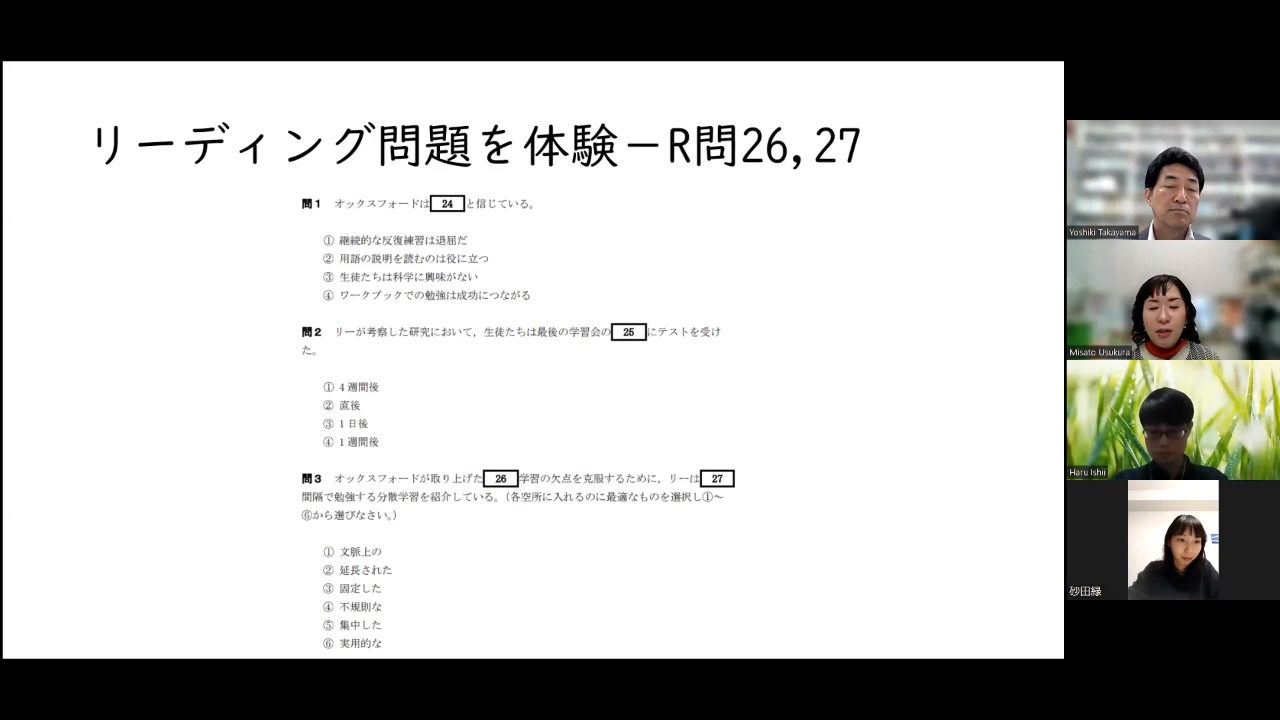 リーディング問題を体験－R問26, 27
問1 オックスフォードは 24 と信じている。
① 継続的な反復練習は退屈だ
② 用語の説明を読むのは役に立つ
③ 生徒たちは科学に興味がない
④ ワークブックでの勉強は成功につながる
問2 リーが考察した研究において，生徒たちは最後の学習会の 25 にテストを受け
た。
① 4週間後
② 直後
③ 1日後
④ 1週間後
問3 オックスフォードが取り上げた 26 学習の欠点を克服するために，リーは 27
間隔で勉強する分散学習を紹介している。（各空所に入れるのに最適なものを選択し①～
⑥から選びなさい。）
① 文脈上の
② 延長された
③ 固定した
④ 不規則な
⑤ 集中した
⑥ 実用的な
Yoshiki Takayama
Misato Usukura
Haru Ishii
砂田緑